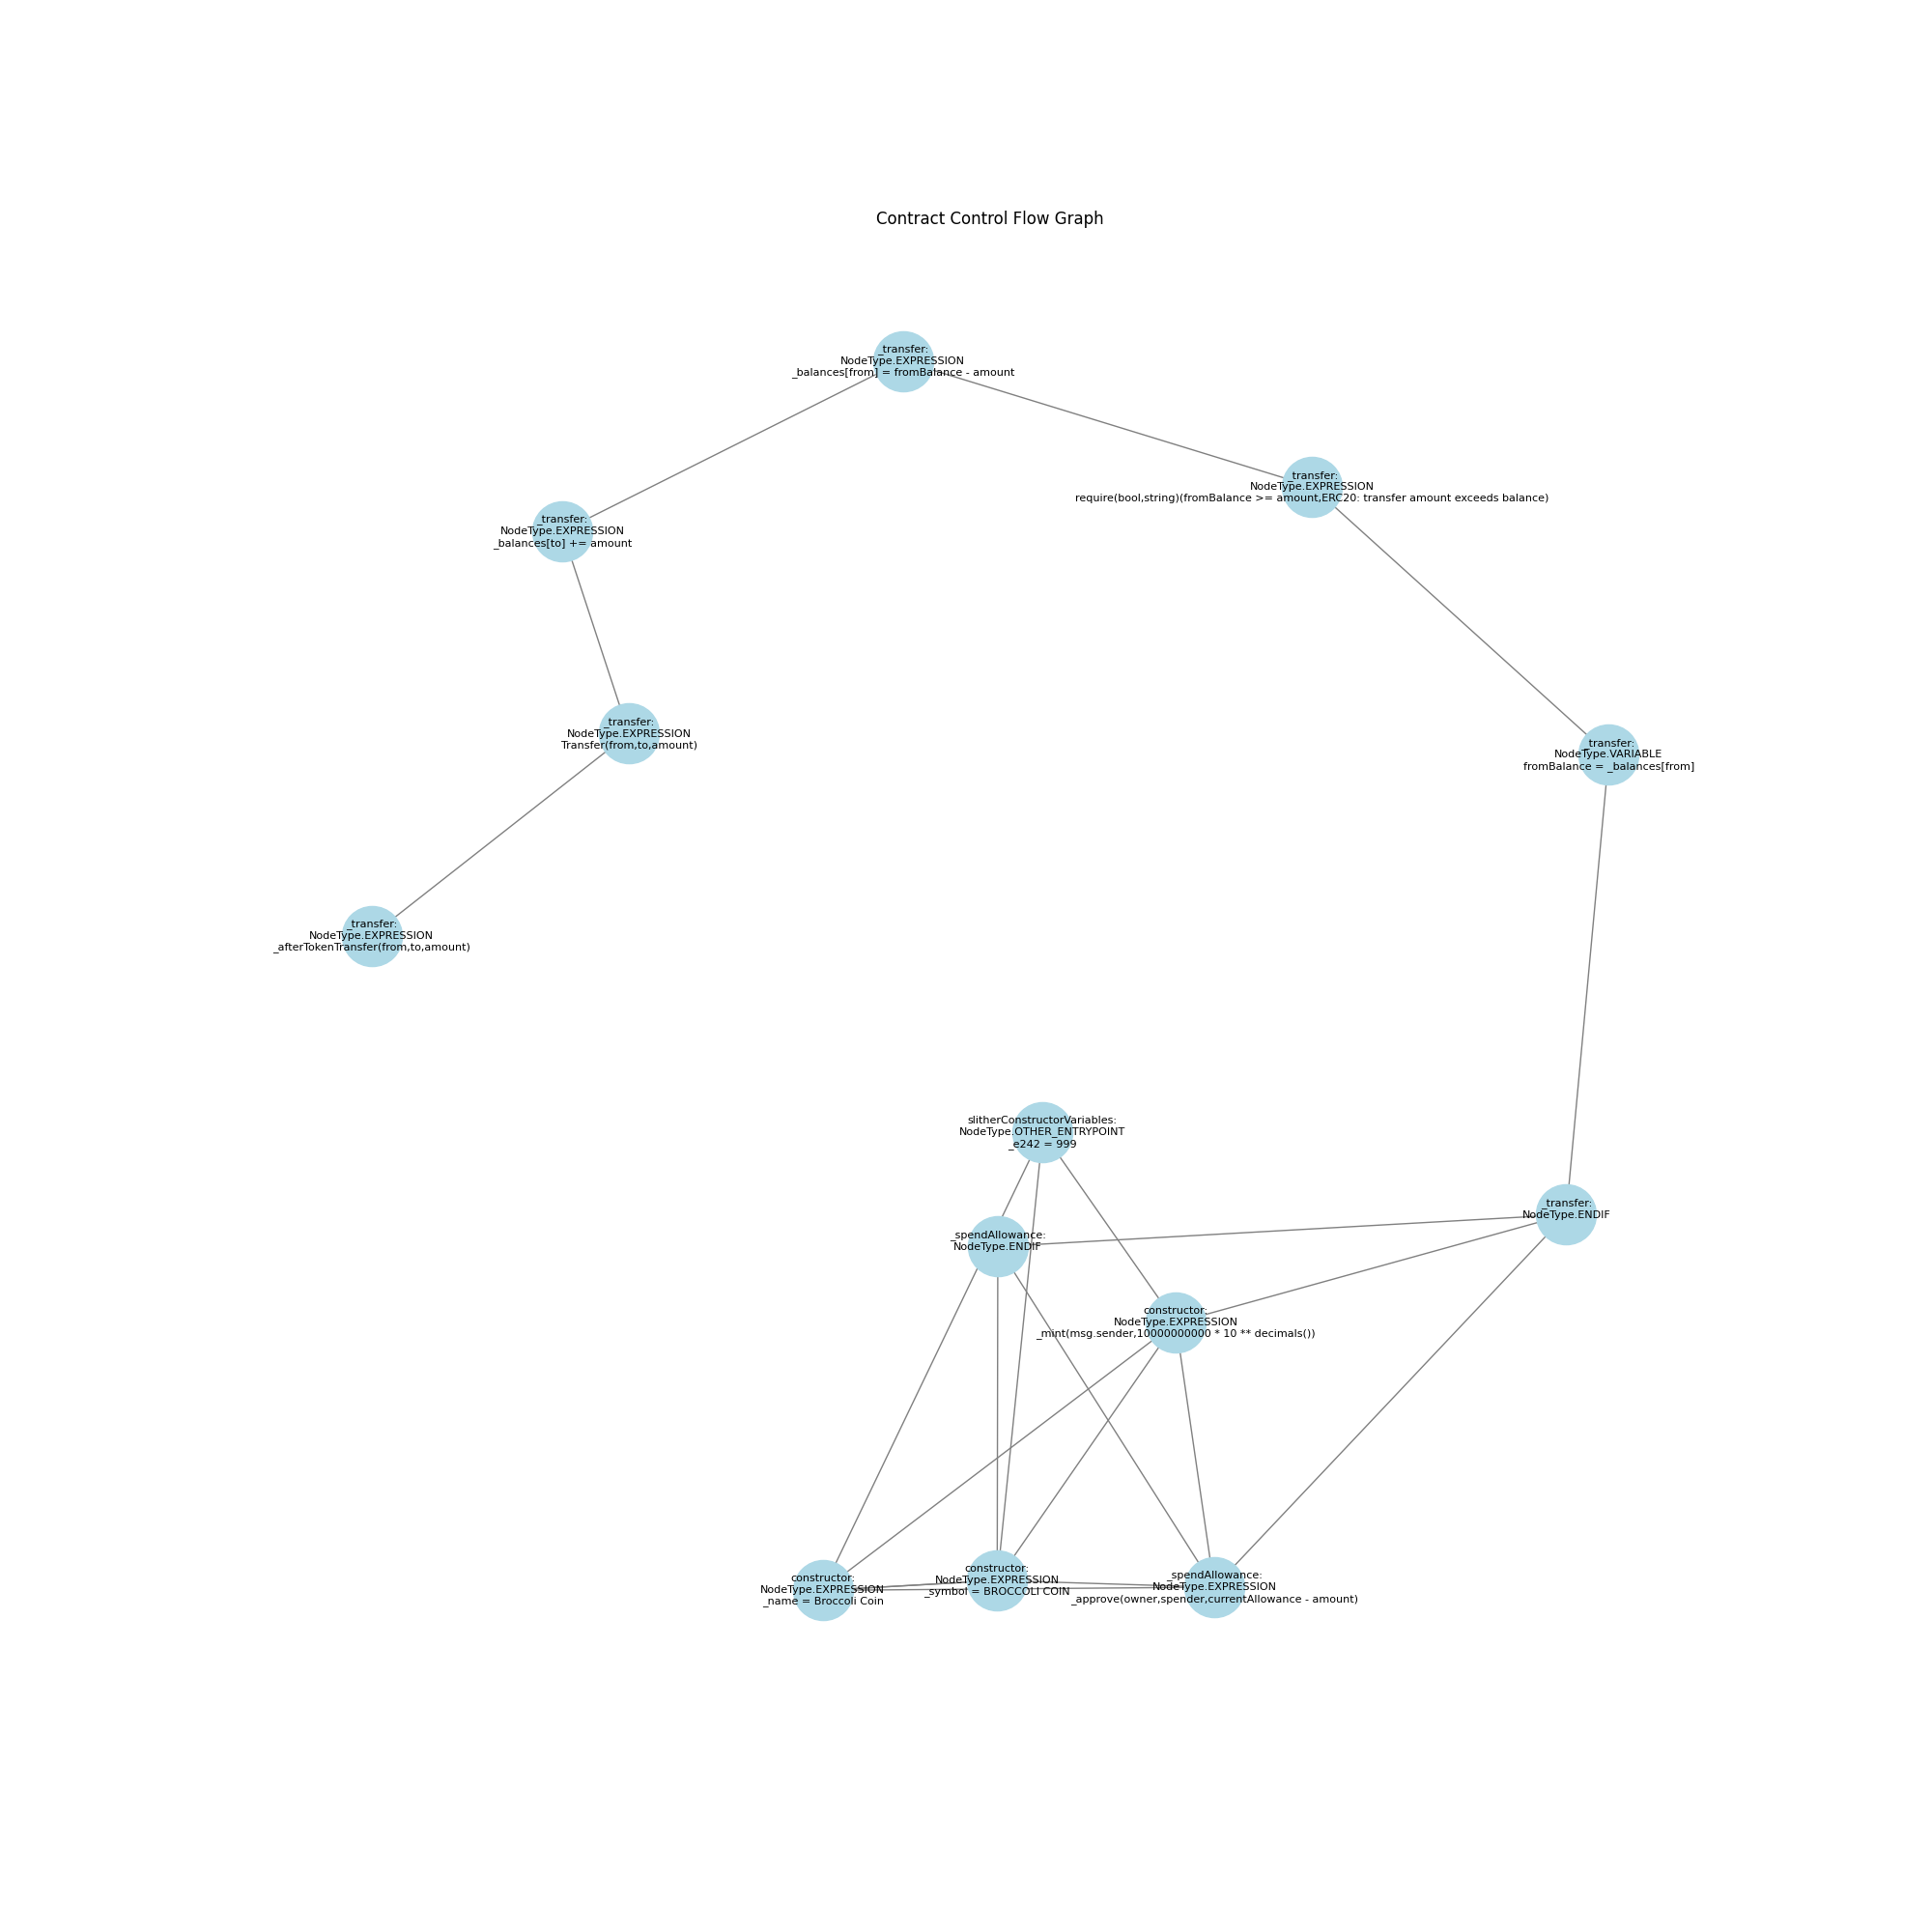 Contract Control Flow Graph
_transfer:
NodeType.EXPRESSION
_balances[from] = fromBalance - amount
_transfer:
NodeType.EXPRESSION
require(bool,string)(fromBalance >= amount,ERC20: transfer amount exceeds balance)
_transfer:
NodeType.EXPRESSION
_balances[to] += amount
_transfer:
NodeType.EXPRESSION
Transfer(from,to,amount)
_transfer:
NodeType.VARIABLE
fromBalance = _balances[from]
_transfer:
NodeType.EXPRESSION
_afterTokenTransfer(from,to,amount)
slitherConstructorVariables:
NodeType.OTHER_ENTRYPOINT
_e242 = 999
_transfer:
NodeType.ENDIF
_spendAllowance:
NodeType.ENDIF
constructor:
NodeType.EXPRESSION
_mint(msg.sender,10000000000 * 10 ** decimals())
constructor:
NodeType.EXPRESSION
_name = Broccoli Coin
constructor:
NodeType.EXPRESSION
_symbol = BROCCOLI COIN
_spendAllowance:
NodeType.EXPRESSION
_approve(owner,spender,currentAllowance - amount)